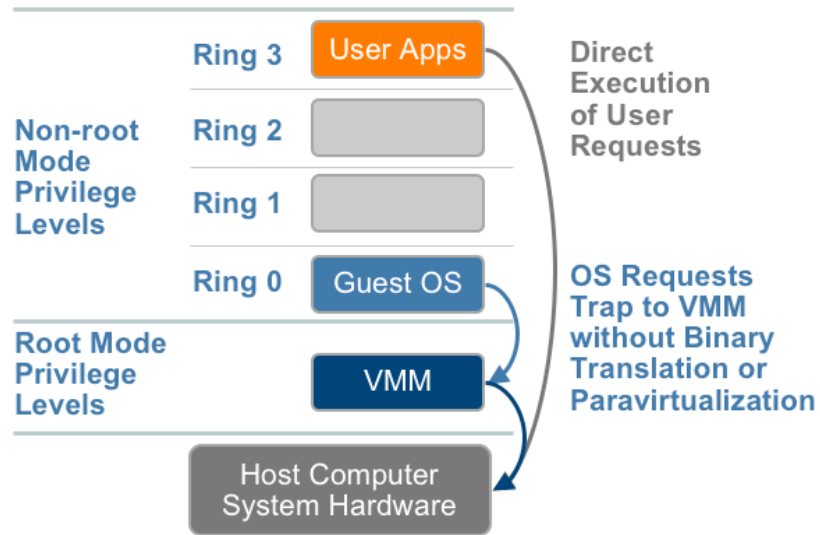 Ring 3
User Apps
Direct
Execution
of User
Requests
Non-root
Mode
Privilege
Levels
Ring 2
Ring 1
Ring 0
Guest OS
OS Requests
Trap to VMM
without Binary
Translation or
Paravirtualization
Root Mode
Privilege
Levels
VMM
Host Computer
System Hardware